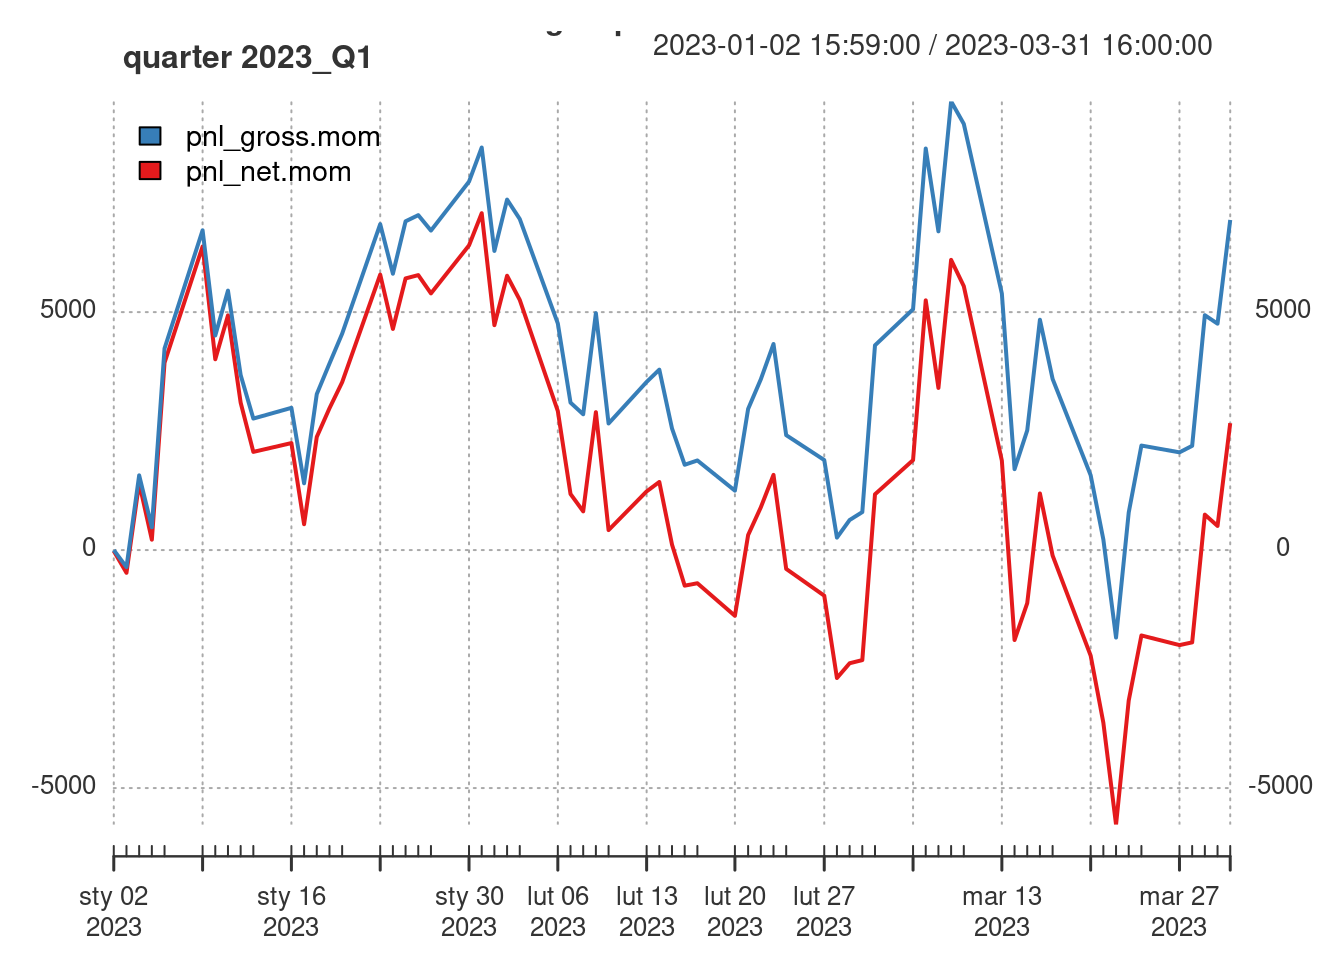 quarter 2023_Q1
2023-01-02 15:59:00 / 2023-03-31 16:00:00
pnl_gross.mom
pnl_net.mom
5000
5000
0
0
-5000
-5000
sty 02 sty 16 sty 30 lut 06 lut 13 lut 20 lut 27 mar 13 mar 27
2023 2023 2023 2023 2023 2023 2023 2023 2023